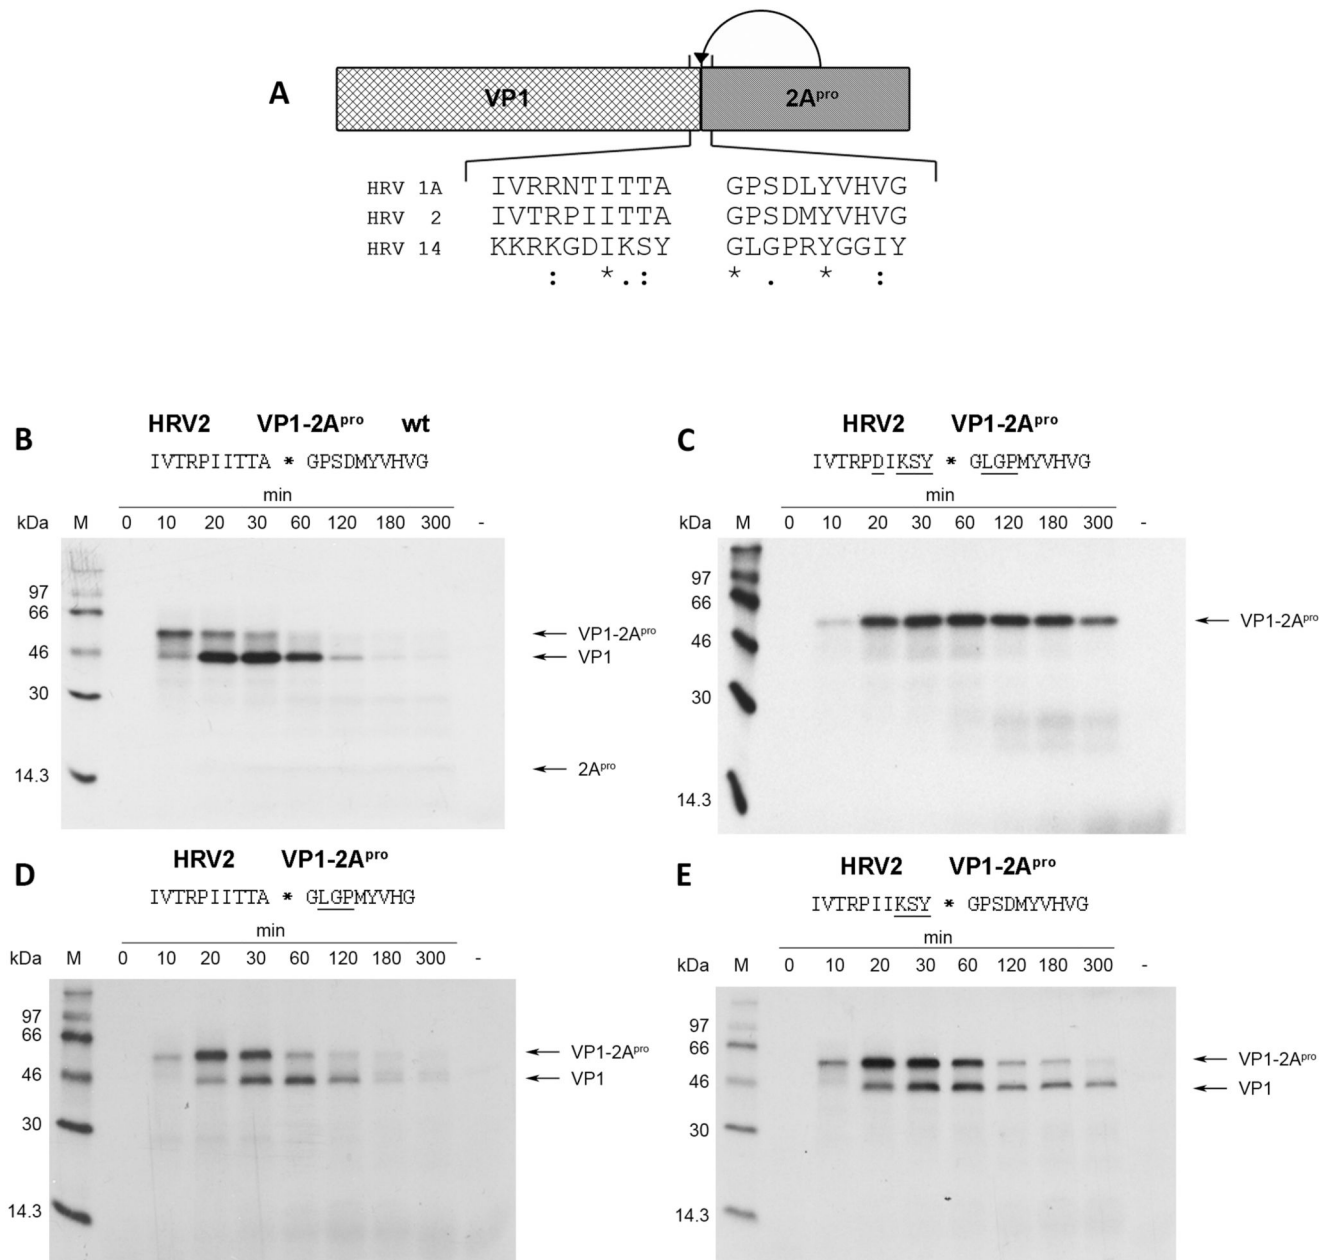 A
VP1 2Apro
HRV 1A IVRRNTITTA GPSDLYVHVG
HRV 2 IVTRPIITTA GPSDMYVHVG
HRV 14 KKRKGDIKSY GLGPRYGGIY
: *.: * . * :
B
HRV2 VP1-2Apro wt
IVTRPIITTA * GPSDMYVHVG
min
kDa M 0 10 20 30 60 120 180 300 -
97
66
46
30
14.3
VP1-2Apro
VP1
2Apro
C
HRV2 VP1-2Apro
IVTRPDIKSY * GLGPMYVHVG
min
kDa M 0 10 20 30 60 120 180 300 -
97
66
46
30
14.3
VP1-2Apro
D
HRV2 VP1-2Apro
IVTRPIITTA * GLGPMYVHG
min
kDa M 0 10 20 30 60 120 180 300 -
97
66
46
30
14.3
VP1-2Apro
VP1
E
HRV2 VP1-2Apro
IVTRPIIKSY * GPSDMYVHVG
min
kDa M 0 10 20 30 60 120 180 300 -
97
66
46
30
14.3
VP1-2Apro
VP1